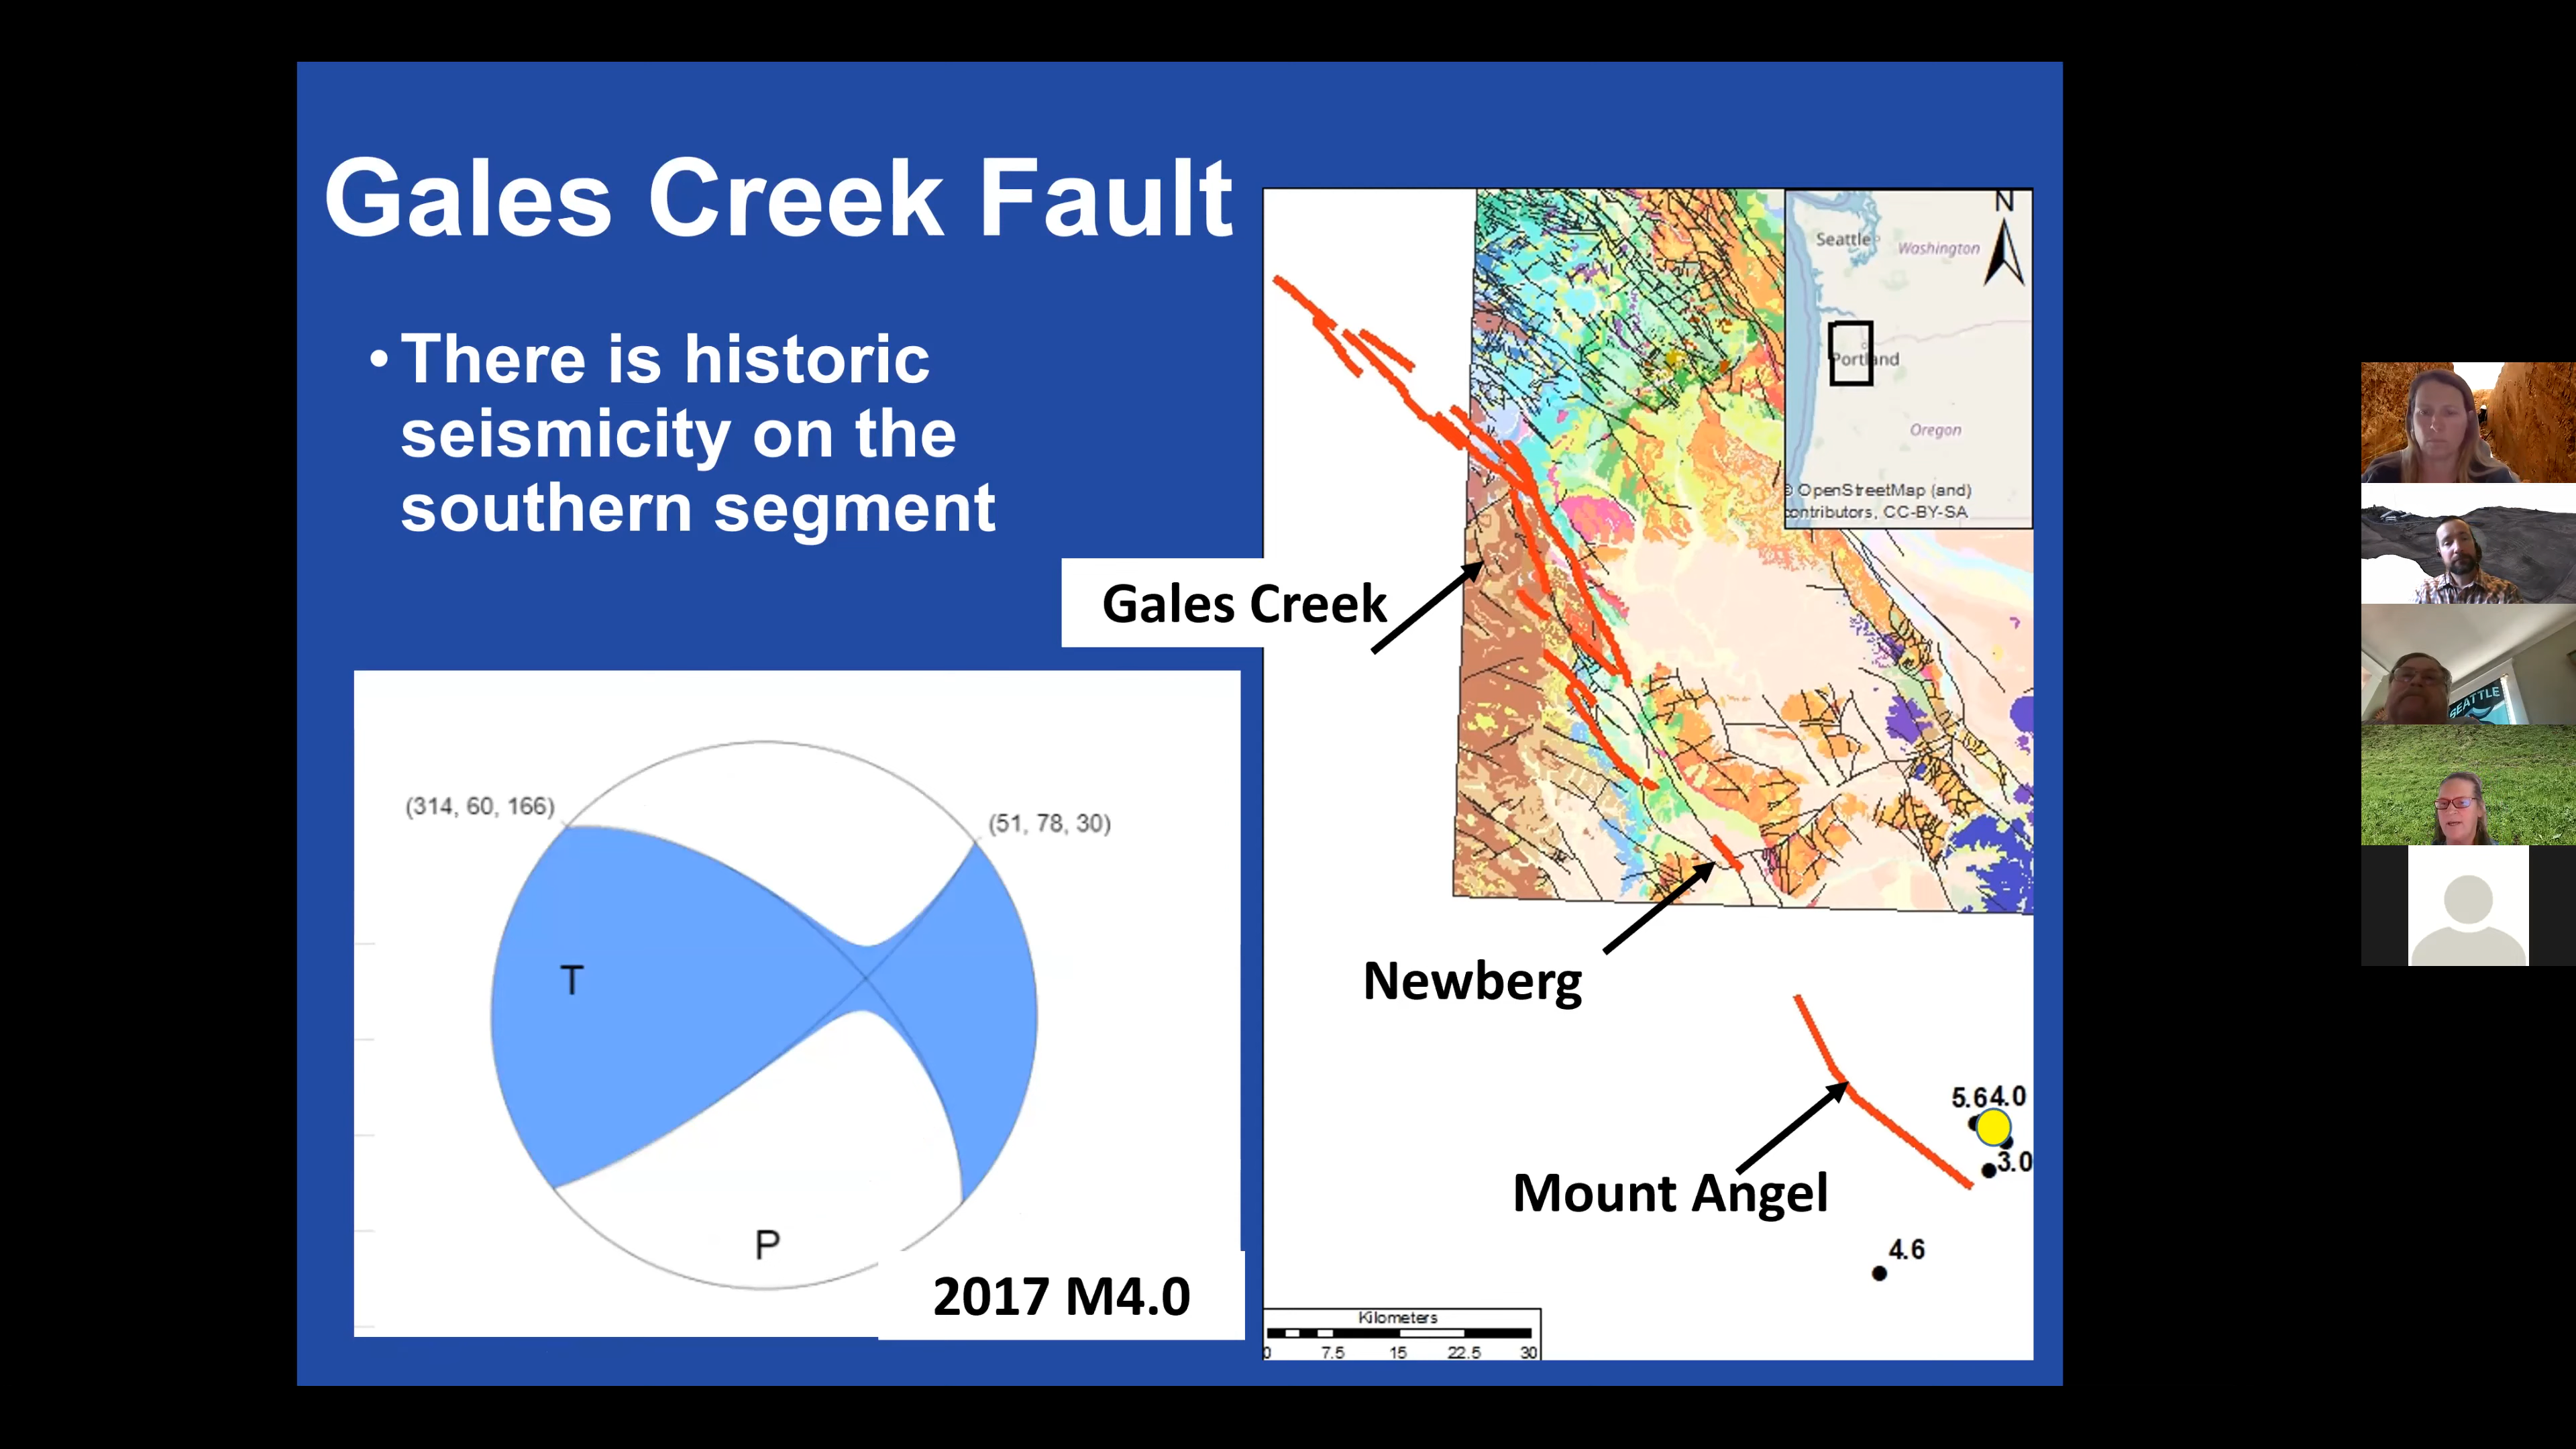 Gales Creek Fault
• There is historic
seismicity on the
southern segment
(314, 60, 166)
(51, 78, 30)
T
P
2017 M4.0
N
Seattle
Washington
Portland
Oregon
© OpenStreetMap (and)
contributors, CC-BY-SA
Gales Creek
Newberg
Mount Angel
5.64.0
3.0
4.6
Kilometers
0 7.5 15 22.5 30
SEATTLE